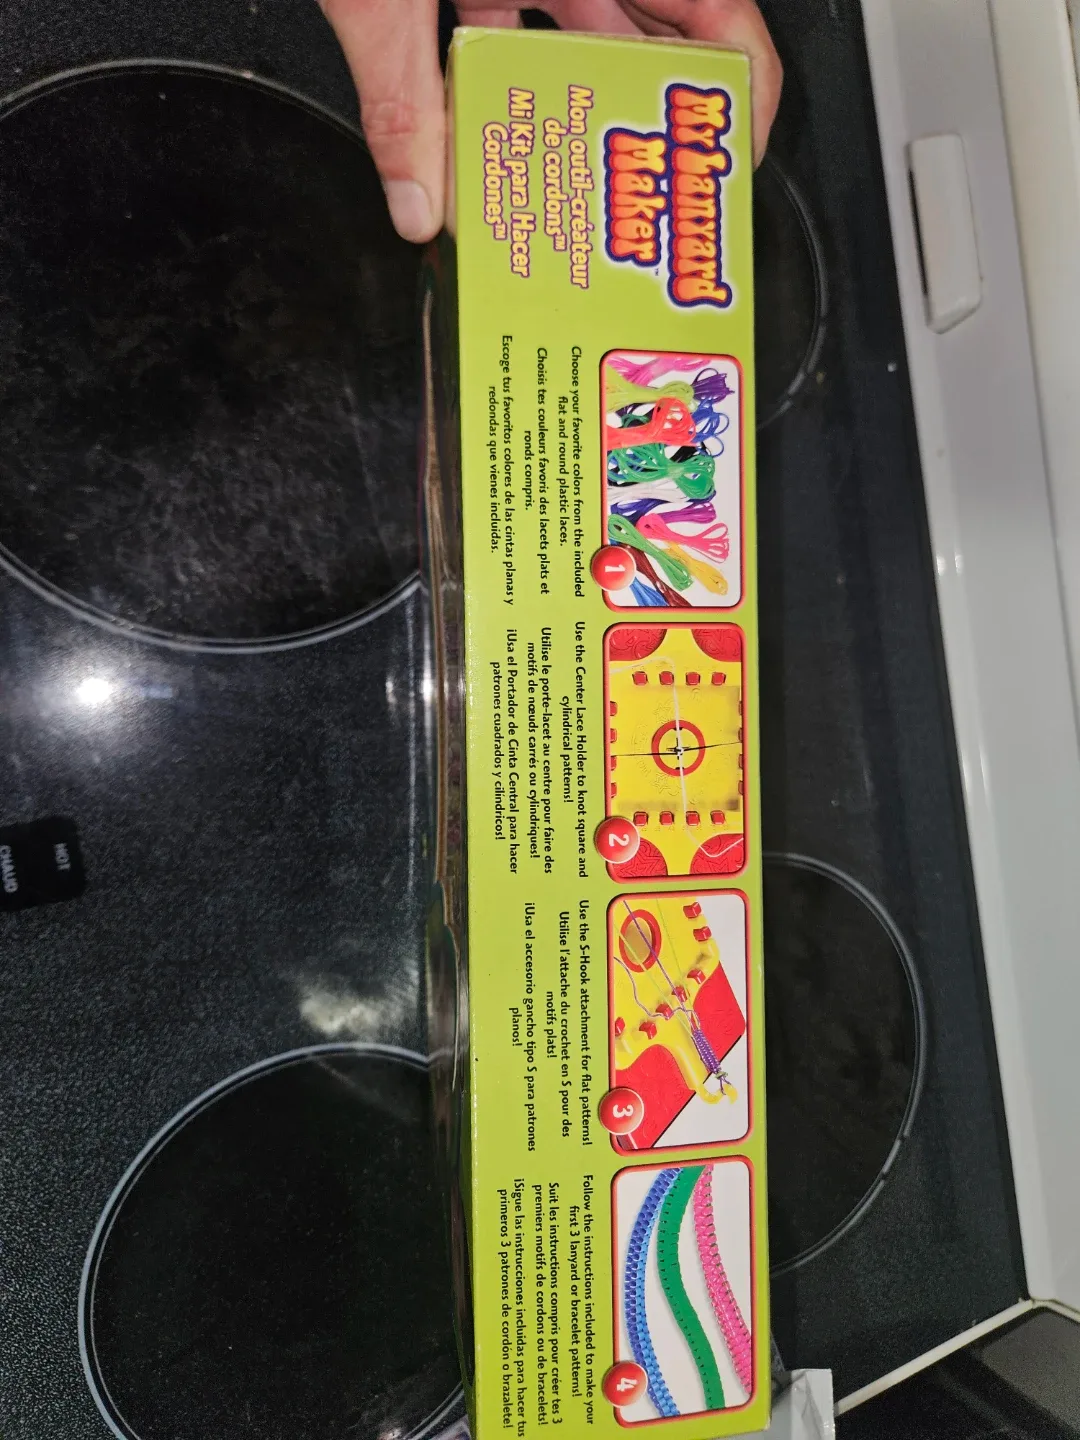 My Lanyard
Maker™
Mon outil-créateur
de cordons™
Mi Kit para Hacer
Cordones™
1
Choose your favorite colors from the included
flat and round plastic laces.
Choisis tes couleurs favoris des lacets plats et
ronds compris.
Escoge tus favoritos colores de las cintas planas y
redondas que vienes incluidas.
2
Use the Center Lace Holder to knot square and
cylindrical patterns!
Utilise le porte-lacet au centre pour faire des
motifs de nœuds carrés ou cylindriques!
¡Usa el Portador de Cinta Central para hacer
patrones cuadrados y cilíndricos!
3
Use the S-Hook attachment for flat patterns!
Utilise l'attache du crochet en S pour des
motifs plats!
¡Usa el accesorio gancho tipo S para patrones
planos!
4
Follow the instructions included to make your
first 3 lanyard or bracelet patterns!
Suit les instructions compris pour créer tes 3
premiers motifs de cordons ou de bracelets!
¡Sigue las instrucciones incluidas para hacer tus
primeros 3 patrones de cordón o brazalete!
HOT
CHAUD